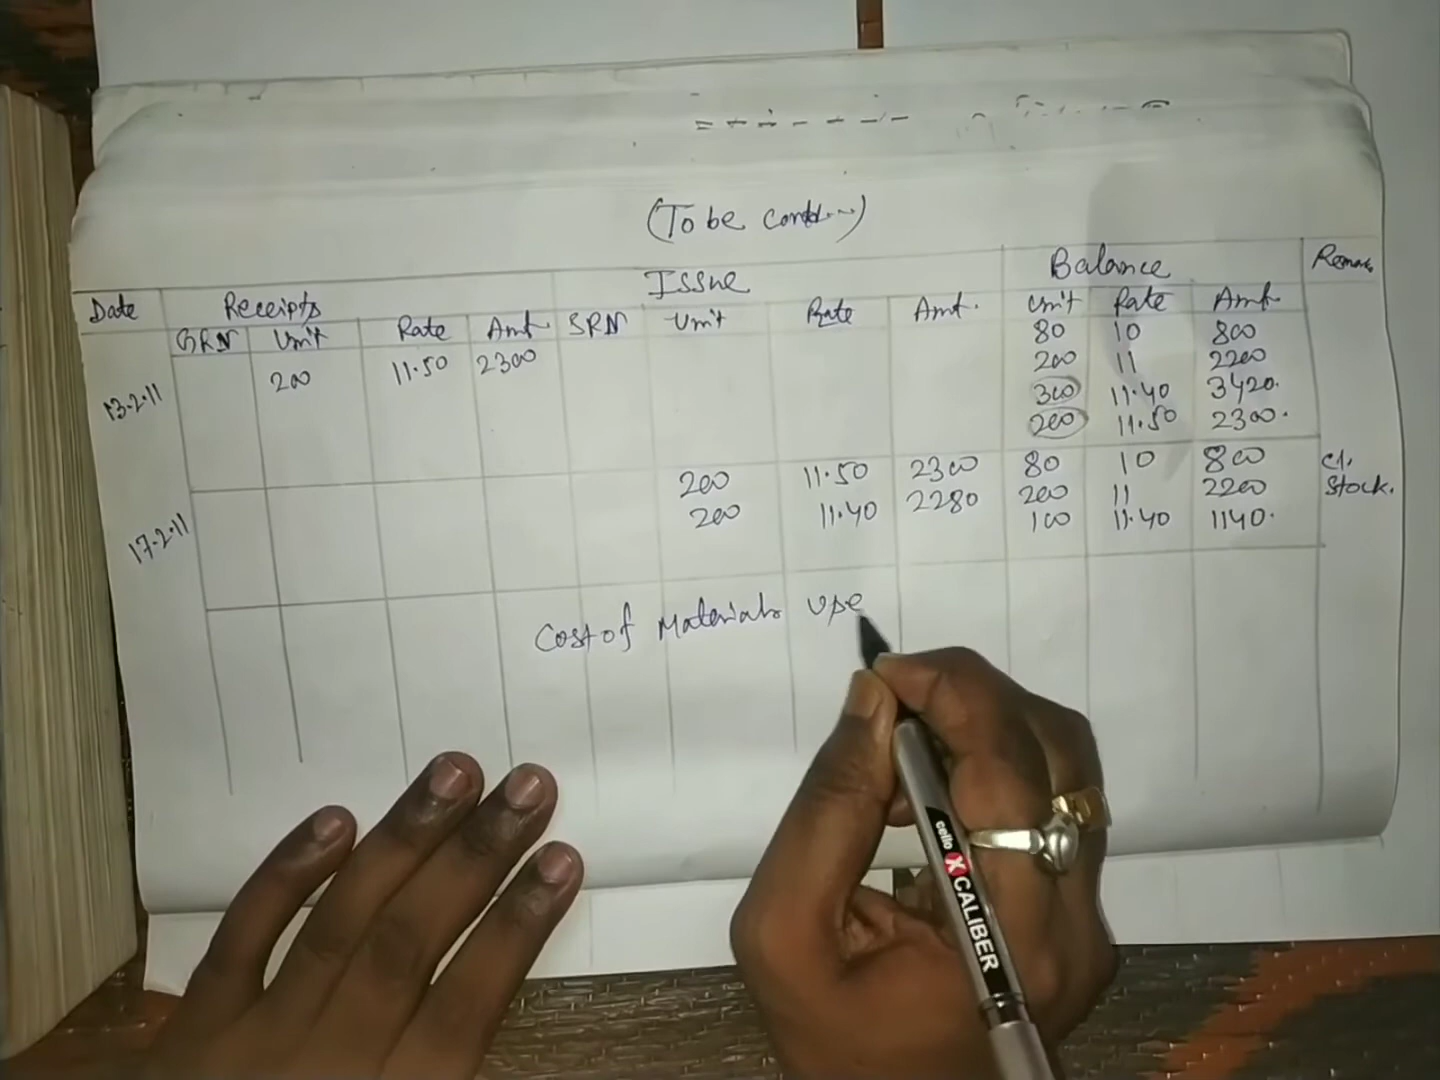 (To be contd...)
Date Receipts Issue Balance Remark
GRN Unit Rate Amt SRN Unit Rate Amt. Unit Rate Amt
80 10 800
13-2-11 200 11.50 2300 200 11 2200
300 11.40 3420.
200 11.50 2300.
17-2-11 200 11.50 2300 80 10 800 Cl.
200 11.40 2280 200 11 2200 Stock.
100 11.40 1140.
Cost of Materials Use
cello XCALIBER